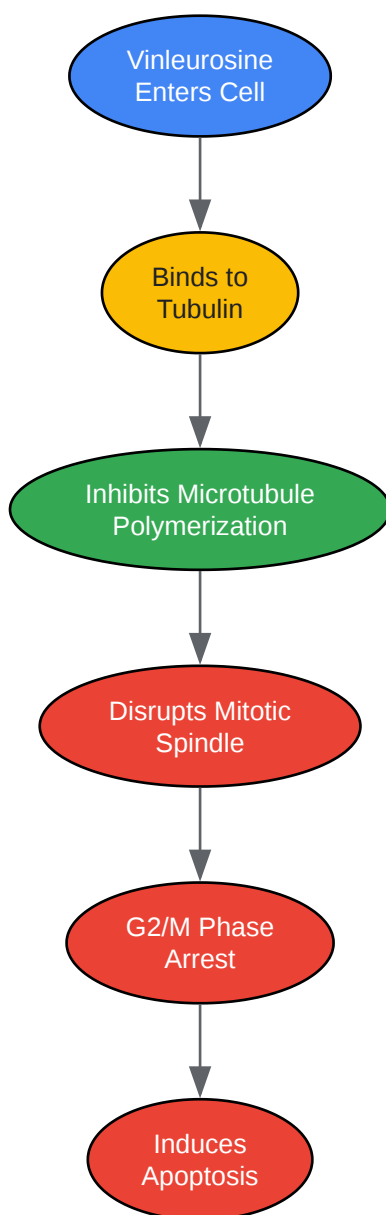 Vinleurosine
Enters Cell
Binds to
Tubulin
Inhibits Microtubule
Polymerization
Disrupts Mitotic
Spindle
G2/M Phase
Arrest
Induces
Apoptosis